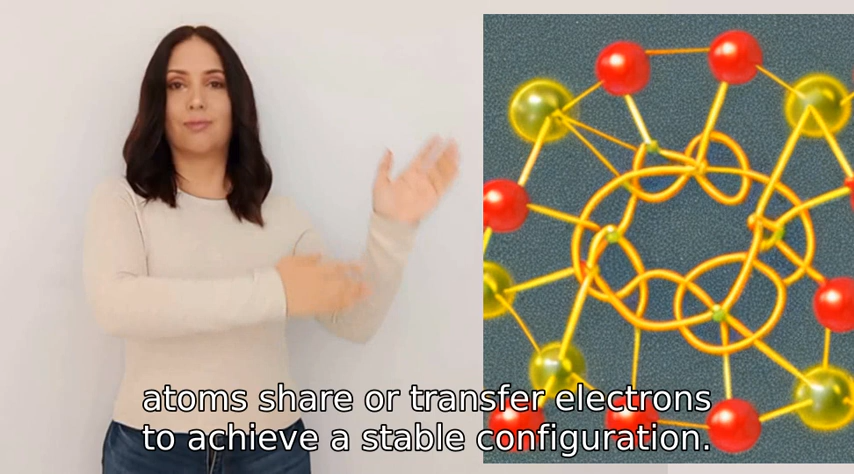 atoms share or transfer electrons
to achieve a stable configuration.